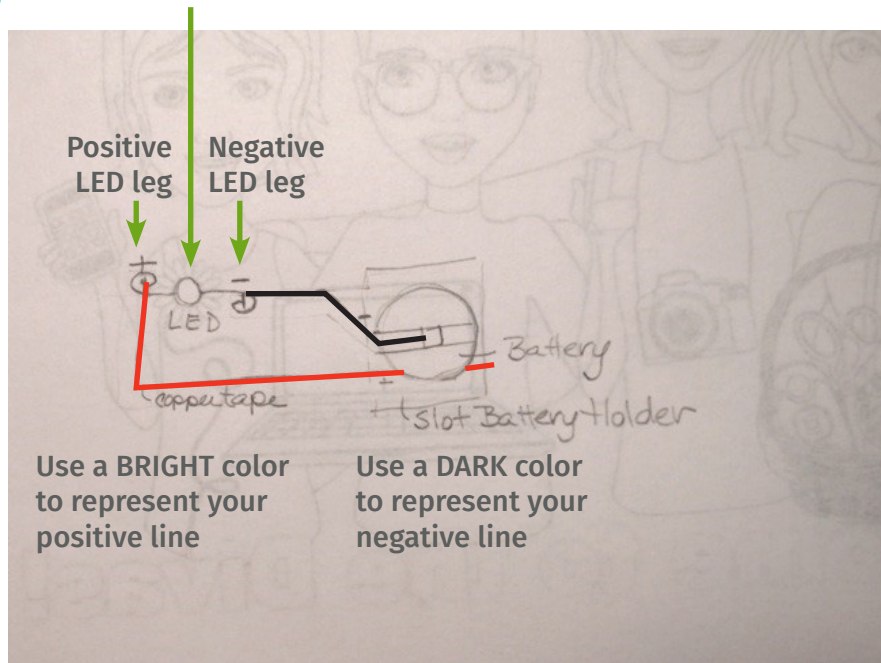 Positive
LED leg
Negative
LED leg
+
−
LED
−
Battery
+
copper tape
Slot Battery Holder
Use a BRIGHT color
to represent your
positive line
Use a DARK color
to represent your
negative line